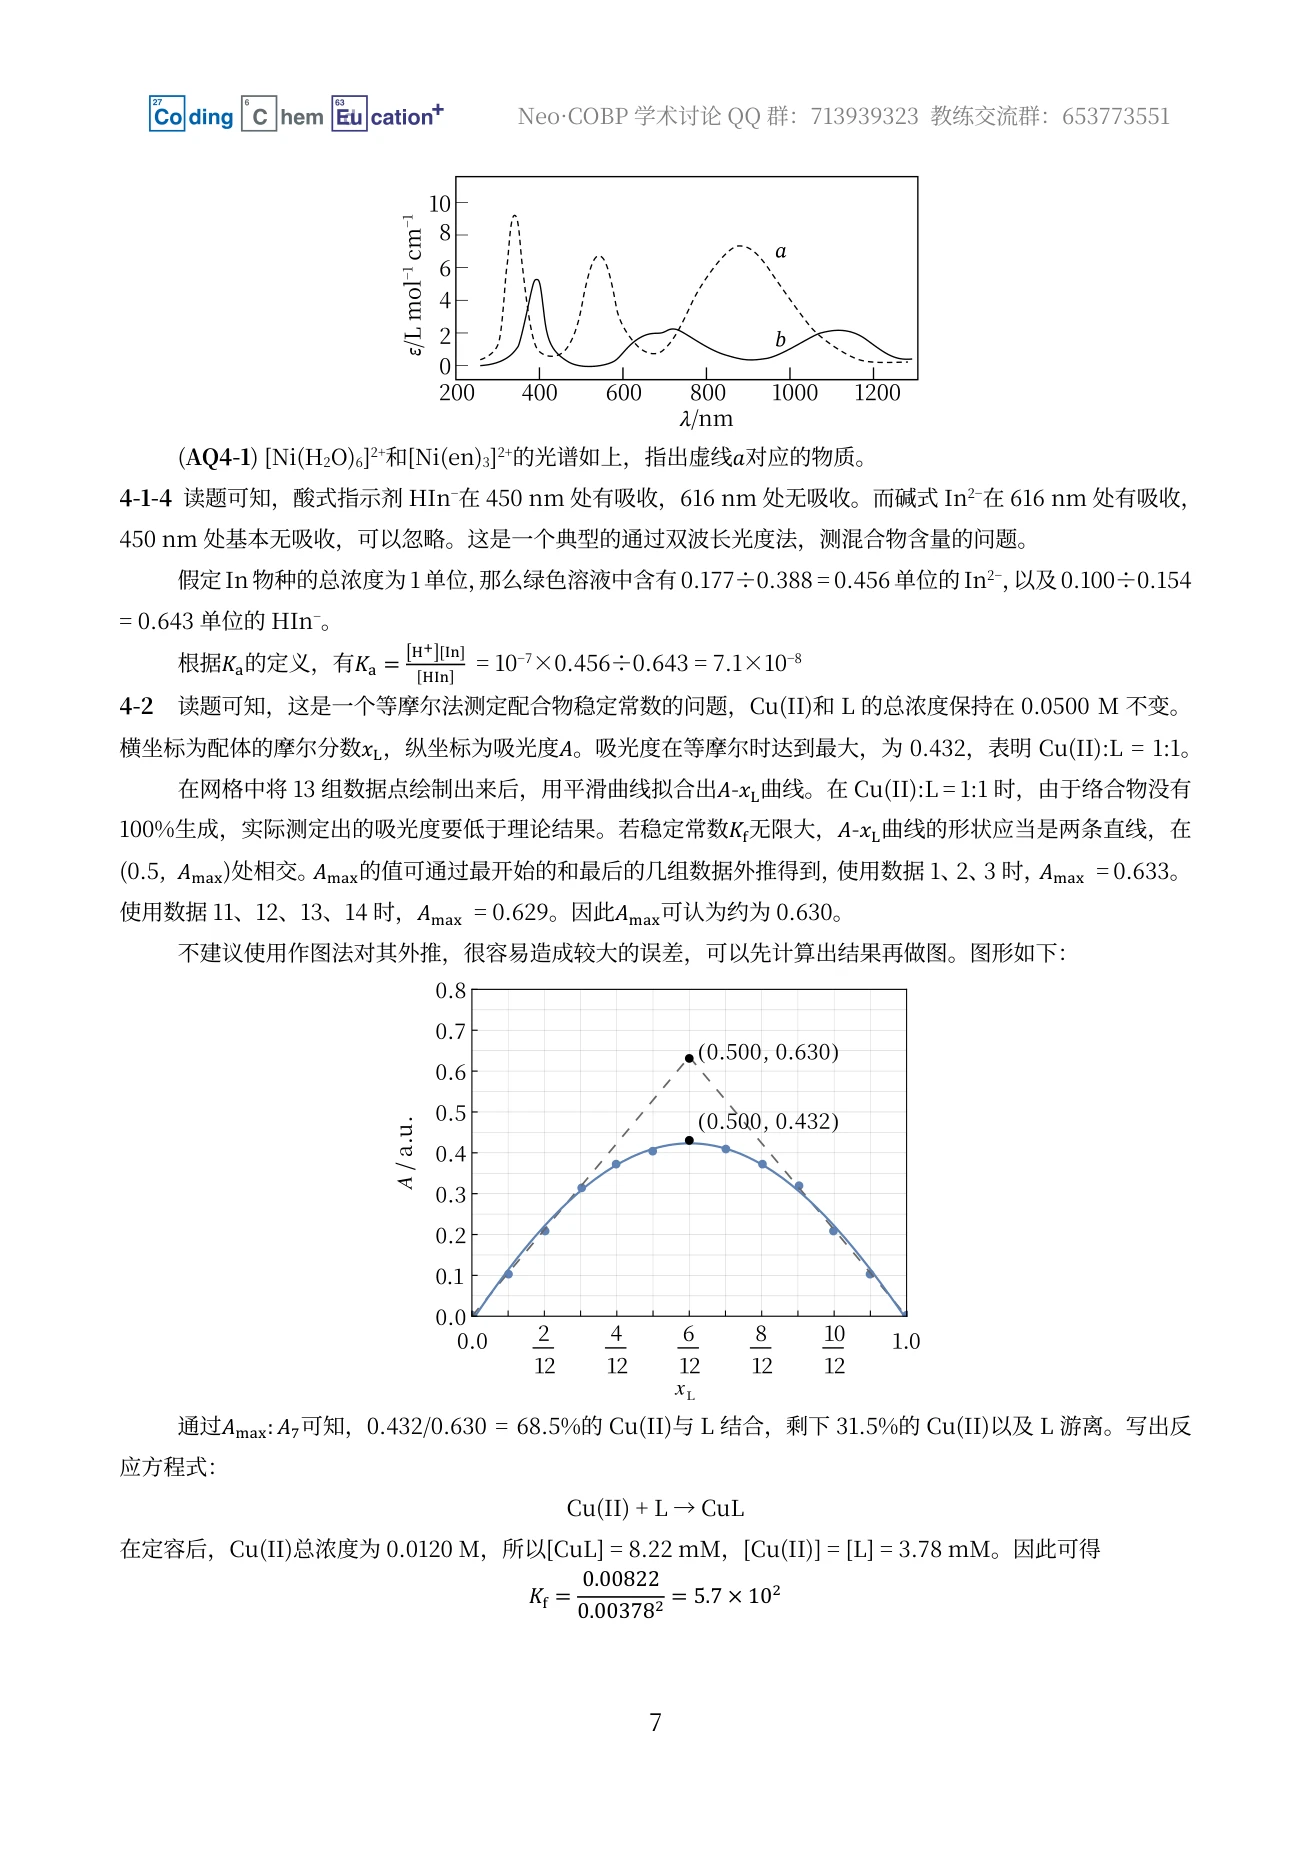 27 Co ding 6 C hem 63 Eu cation+ Neo·COBP 学术讨论 QQ 群：713939323 教练交流群：653773551
10
8
6
4
2
0
ε/L mol⁻¹ cm⁻¹
a
b
200 400 600 800 1000 1200
λ/nm
(AQ4-1) [Ni(H₂O)₆]²⁺和[Ni(en)₃]²⁺的光谱如上，指出虚线a对应的物质。
4-1-4 读题可知，酸式指示剂 HIn⁻在 450 nm 处有吸收，616 nm 处无吸收。而碱式 In²⁻在 616 nm 处有吸收，
450 nm 处基本无吸收，可以忽略。这是一个典型的通过双波长光度法，测混合物含量的问题。
假定 In 物种的总浓度为 1 单位, 那么绿色溶液中含有 0.177÷0.388 = 0.456 单位的 In²⁻, 以及 0.100÷0.154
= 0.643 单位的 HIn⁻。
根据Kₐ的定义，有Kₐ = [H⁺][In]/[HIn] = 10⁻⁷×0.456÷0.643 = 7.1×10⁻⁸
4-2 读题可知，这是一个等摩尔法测定配合物稳定常数的问题，Cu(II)和 L 的总浓度保持在 0.0500 M 不变。
横坐标为配体的摩尔分数x_L，纵坐标为吸光度A。吸光度在等摩尔时达到最大，为 0.432，表明 Cu(II):L = 1:1。
在网格中将 13 组数据点绘制出来后，用平滑曲线拟合出A-x_L曲线。在 Cu(II):L = 1:1 时，由于络合物没有
100%生成，实际测定出的吸光度要低于理论结果。若稳定常数K_f无限大，A-x_L曲线的形状应当是两条直线，在
(0.5, A_max)处相交。A_max的值可通过最开始的和最后的几组数据外推得到, 使用数据 1、2、3 时, A_max = 0.633。
使用数据 11、12、13、14 时，A_max = 0.629。因此A_max可认为约为 0.630。
不建议使用作图法对其外推，很容易造成较大的误差，可以先计算出结果再做图。图形如下：
0.8
0.7
0.6
0.5
0.4
0.3
0.2
0.1
0.0
A / a.u.
(0.500, 0.630)
(0.500, 0.432)
0.0 2/12 4/12 6/12 8/12 10/12 1.0
x_L
通过A_max: A₇可知，0.432/0.630 = 68.5%的 Cu(II)与 L 结合，剩下 31.5%的 Cu(II)以及 L 游离。写出反
应方程式：
Cu(II) + L → CuL
在定容后，Cu(II)总浓度为 0.0120 M，所以[CuL] = 8.22 mM，[Cu(II)] = [L] = 3.78 mM。因此可得
K_f = 0.00822/0.00378² = 5.7 × 10²
7